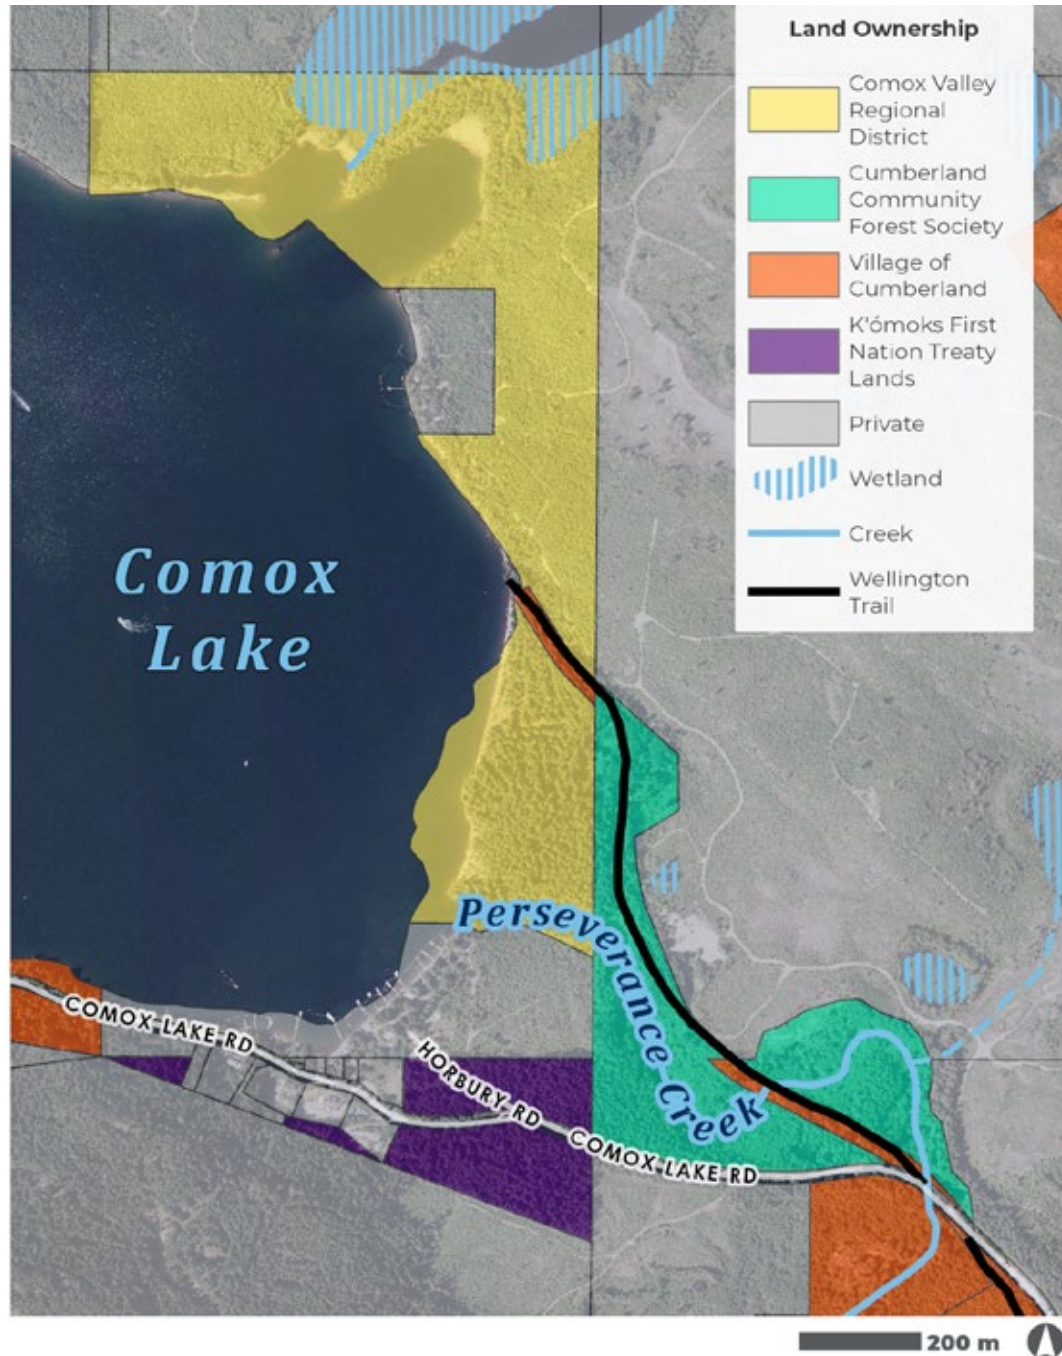 Land Ownership
Comox Valley
Regional
District
Cumberland
Community
Forest Society
Village of
Cumberland
K'ómoks First
Nation Treaty
Lands
Private
Wetland
Creek
Wellington
Trail
Comox
Lake
Perseverance Creek
COMOX LAKE RD
HORBURY RD
COMOX LAKE RD
200 m